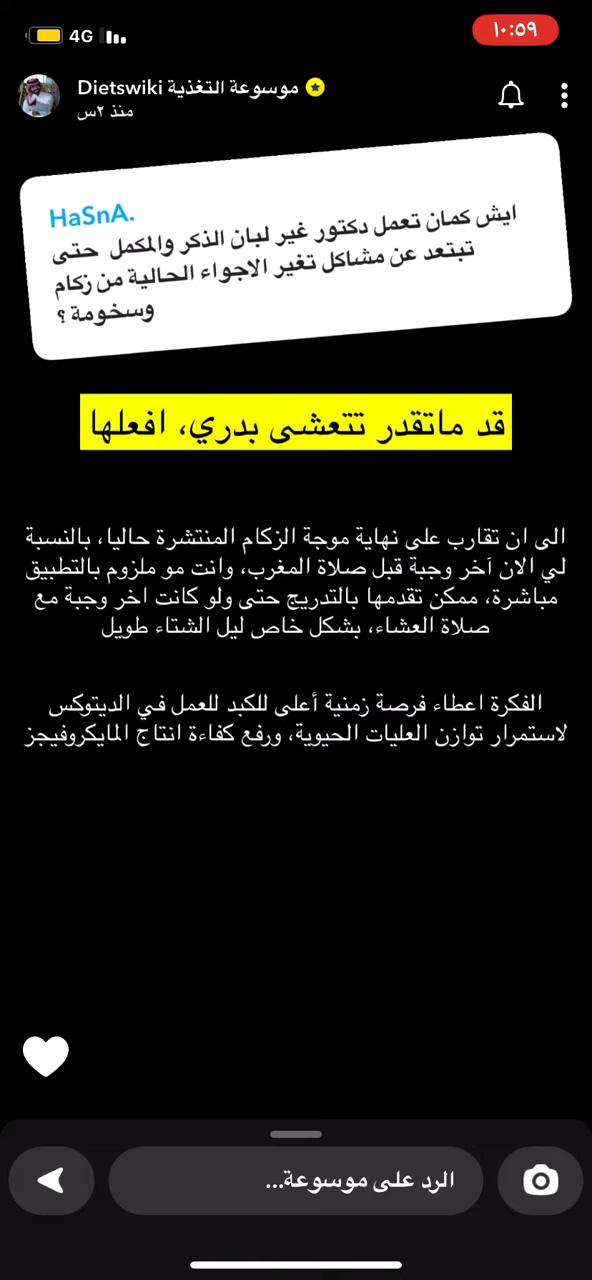 4G
١٠:٥٩
موسوعة التغذية Dietswiki
منذ ٢س
HaSnA.
ايش كمان تعمل دكتور غير لبان الذكر والمكمل حتى
تبتعد عن مشاكل تغير الاجواء الحالية من زكام
وسخومة ؟
قد ماتقدر تتعشى بدري، افعلها
الى ان تقارب على نهاية موجة الزكام المنتشرة حاليا، بالنسبة
لي الان آخر وجبة قبل صلاة المغرب، وانت مو ملزوم بالتطبيق
مباشرة، ممكن تقدمها بالتدريج حتى ولو كانت اخر وجبة مع
صلاة العشاء، بشكل خاص ليل الشتاء طويل
الفكرة اعطاء فرصة زمنية أعلى للكبد للعمل في الديتوكس
لاستمرار توازن العليات الحيوية، ورفع كفاءة انتاج المايكروفيجز
الرد على موسوعة...